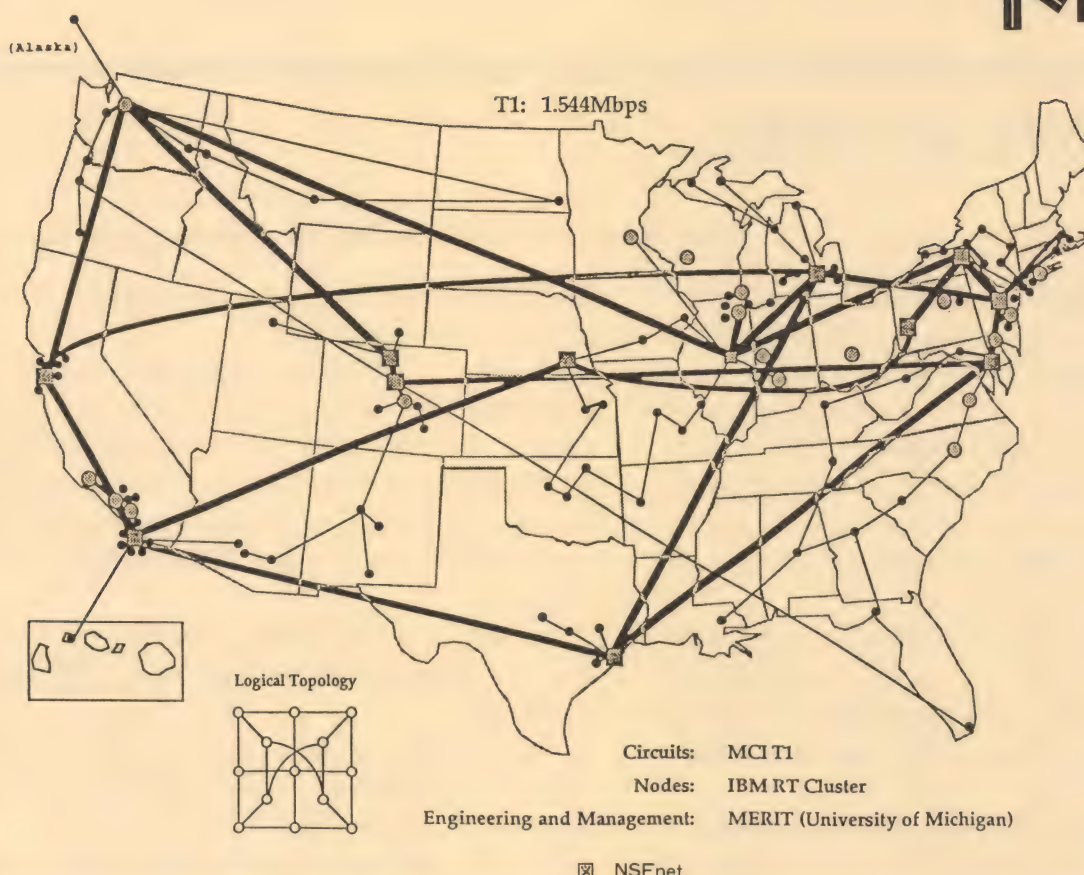 (Alaska)
T1: 1.544Mbps
Logical Topology
Circuits: MCI T1
Nodes: IBM RT Cluster
Engineering and Management: MERIT (University of Michigan)
NSFnet